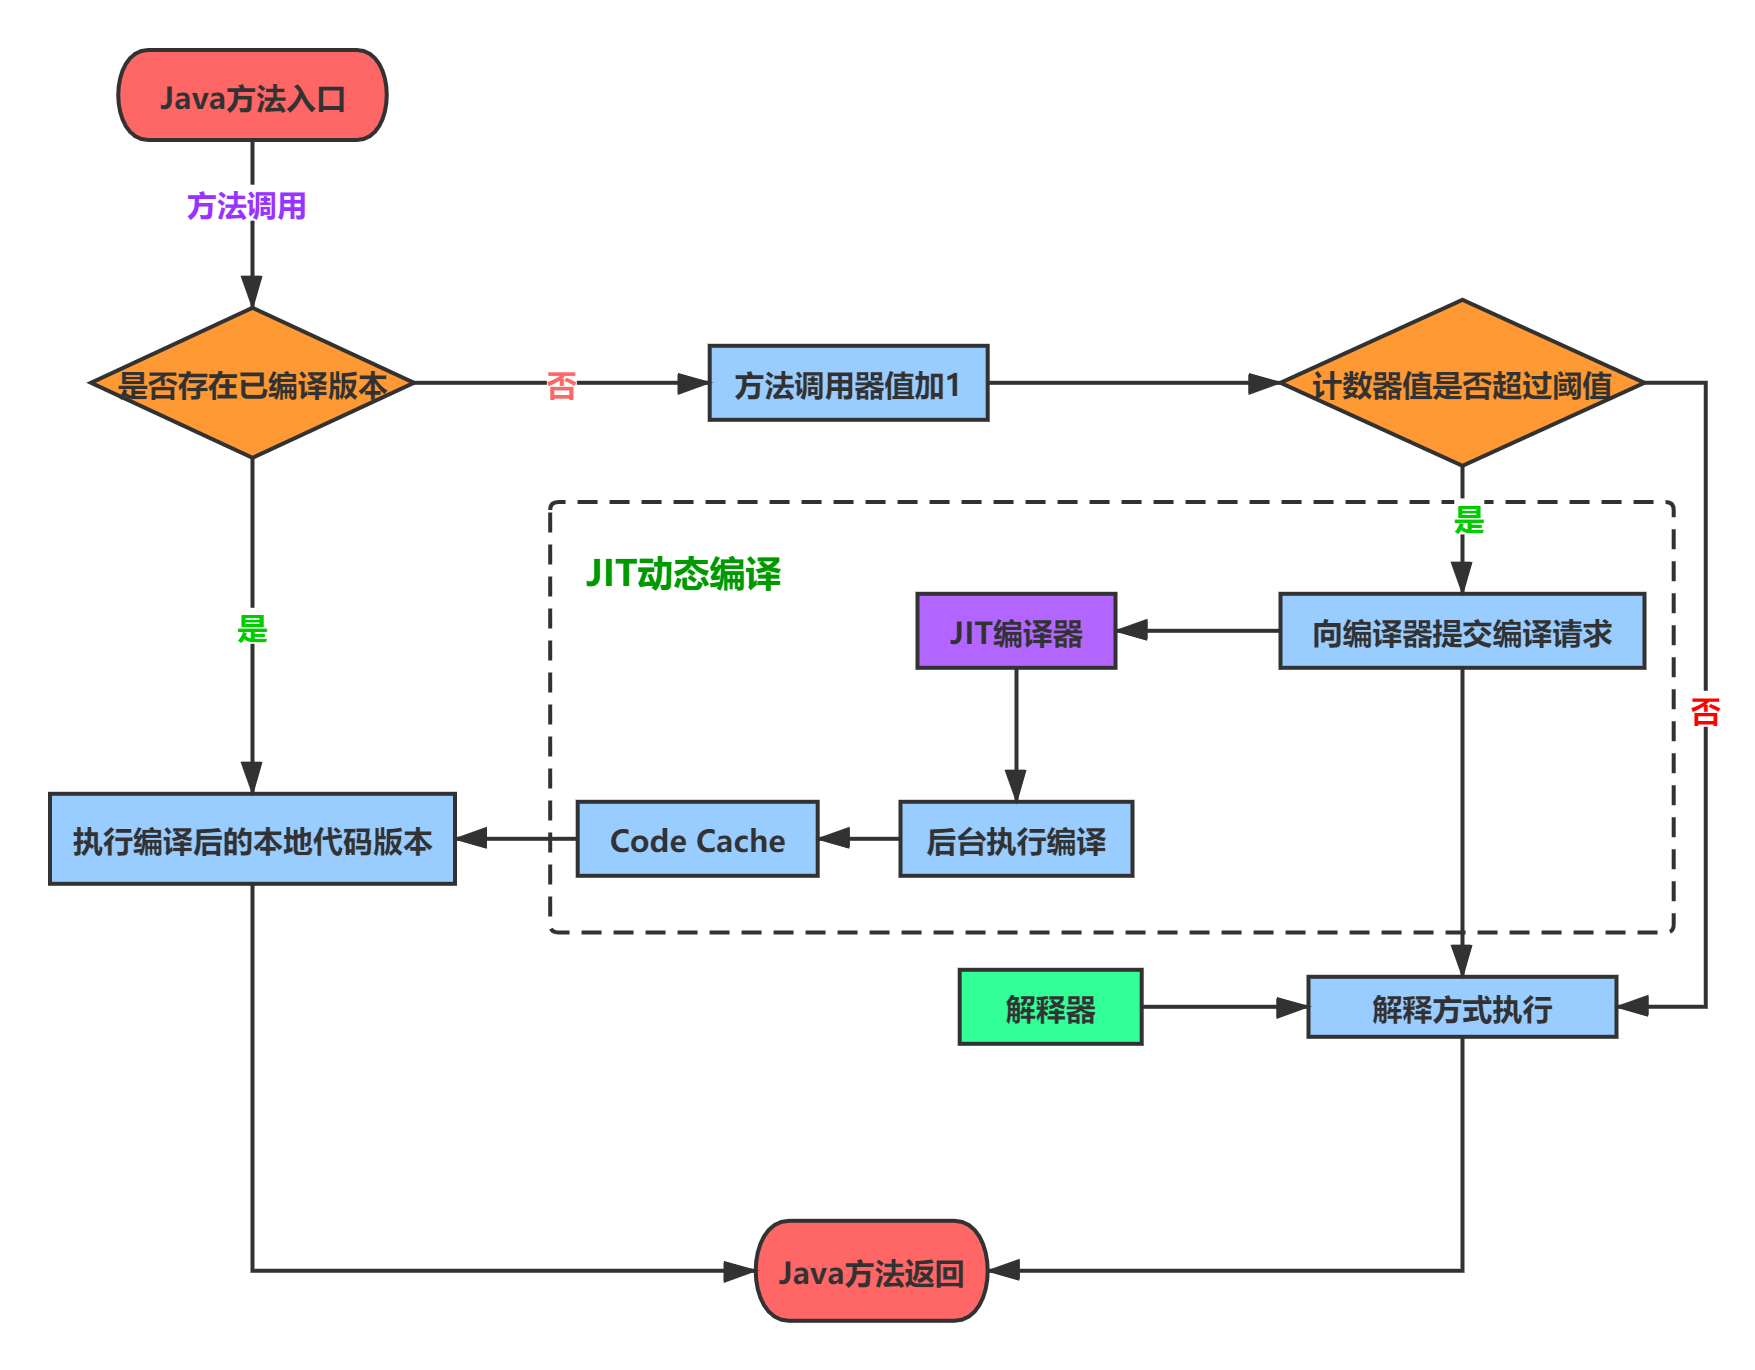 Java方法入口
方法调用
是否存在已编译版本
否
方法调用器值加1
计数器值是否超过阈值
是
JIT动态编译
JIT编译器
向编译器提交编译请求
是
否
执行编译后的本地代码版本
Code Cache
后台执行编译
解释器
解释方式执行
Java方法返回